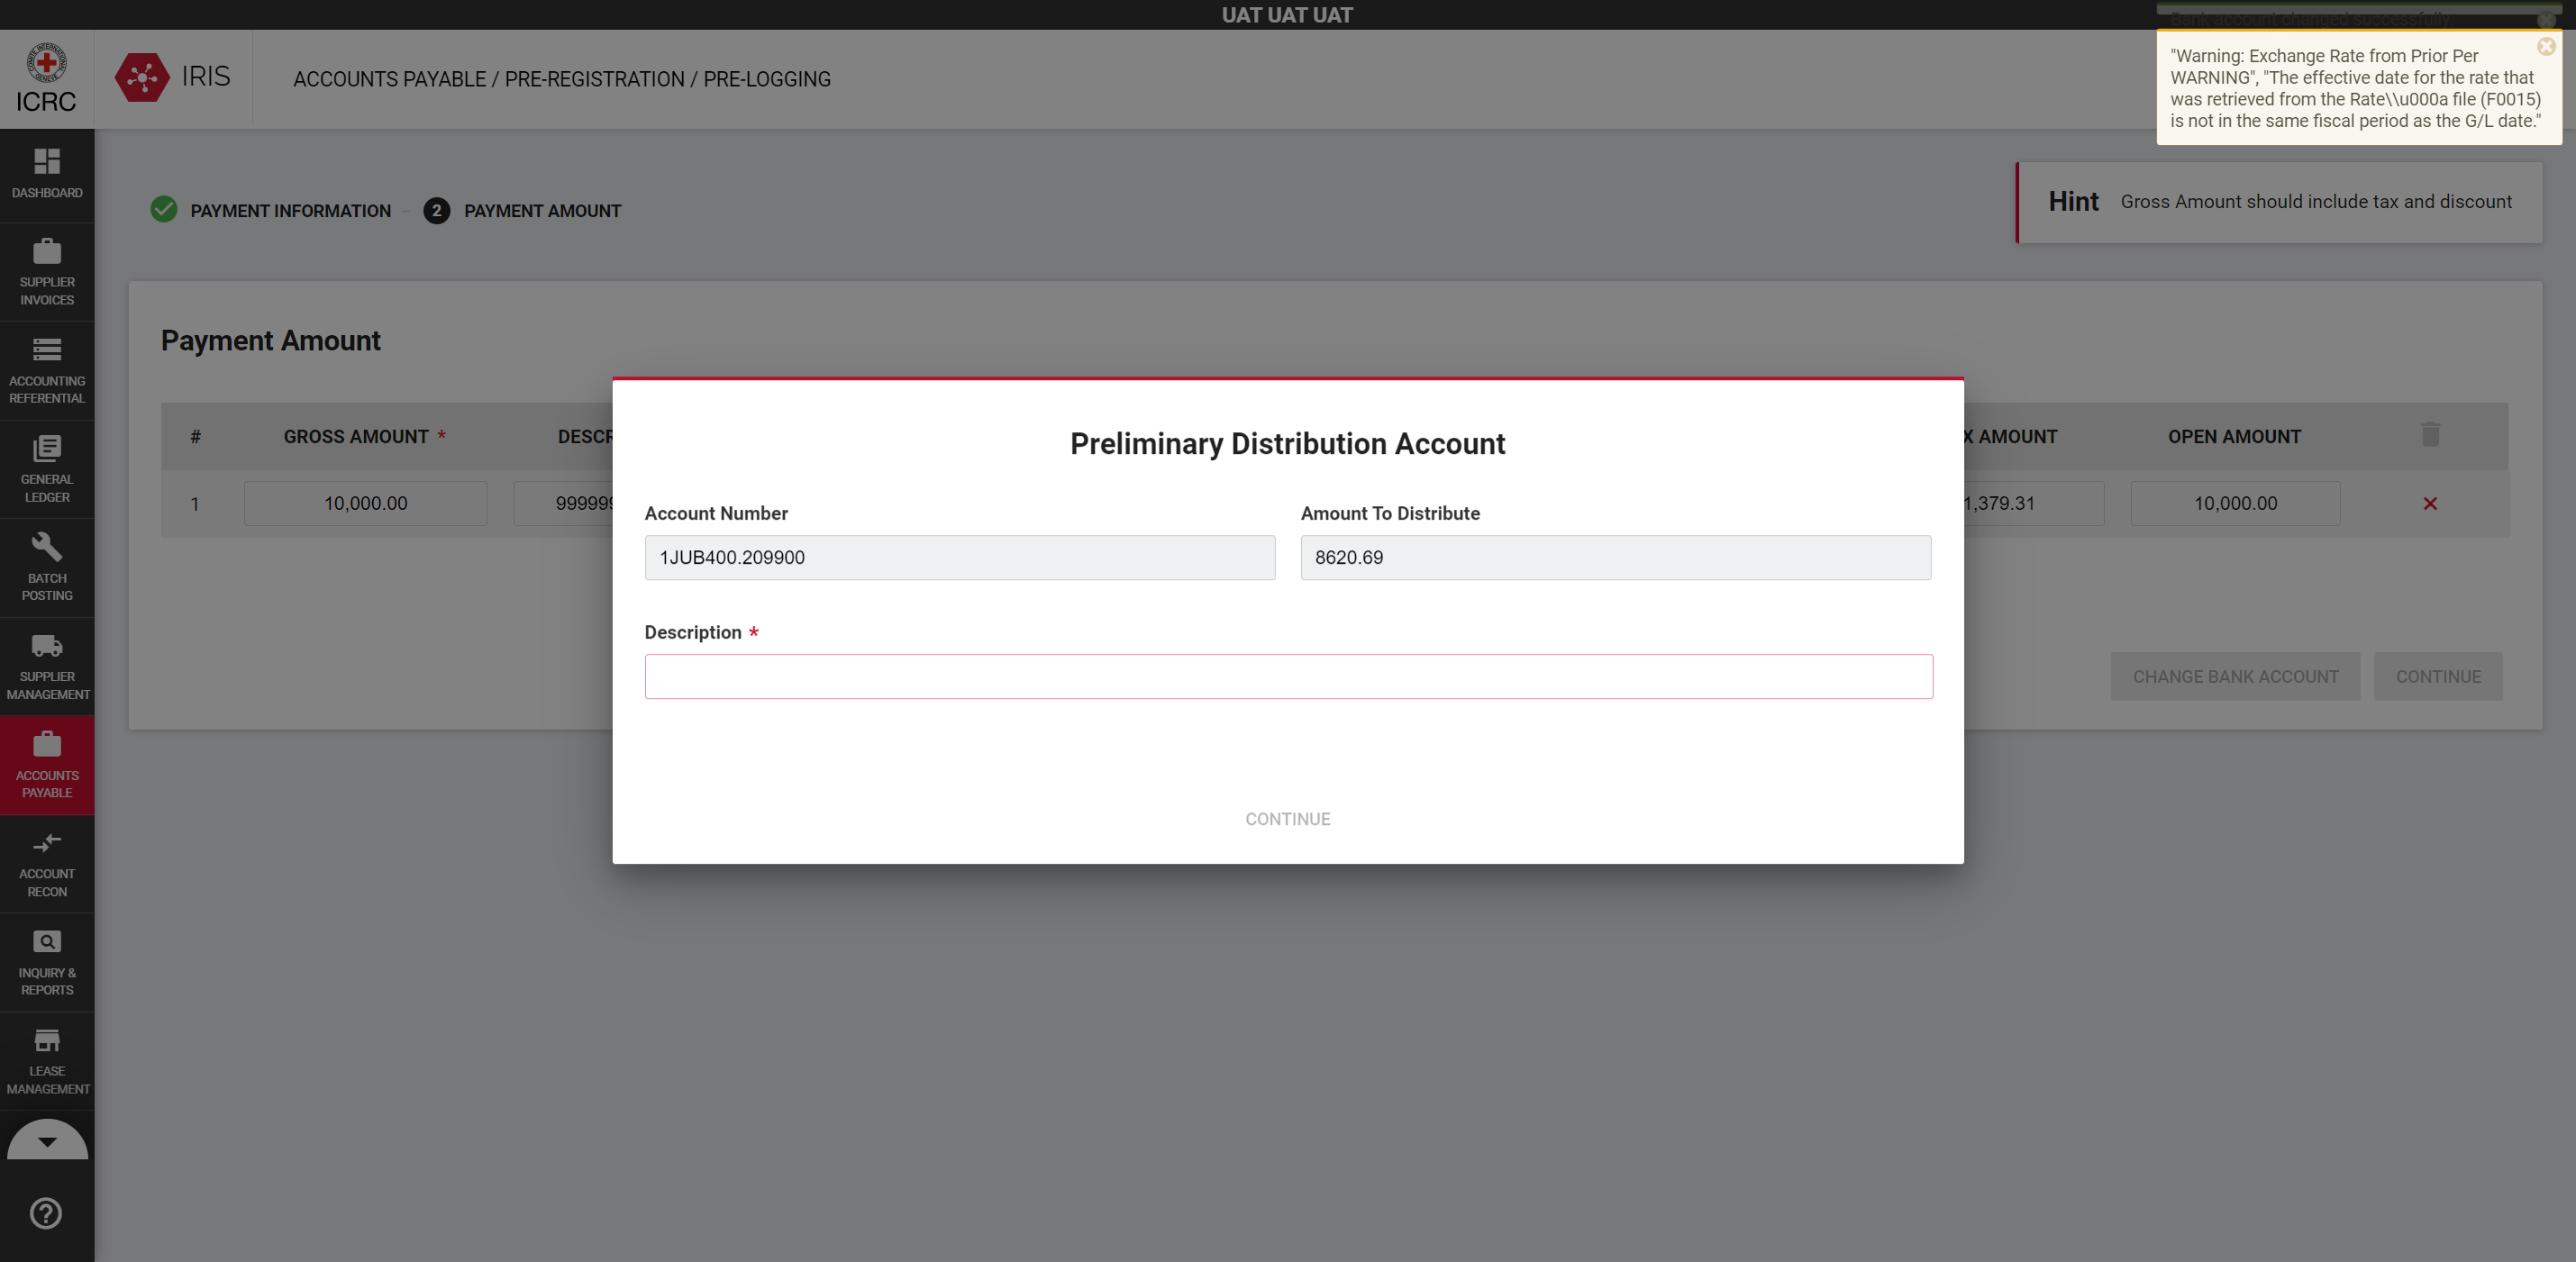 UAT UAT UAT
Bank account changed successfully.
"Warning: Exchange Rate from Prior Per
WARNING", "The effective date for the rate that
was retrieved from the Rate\\u000a file (F0015)
is not in the same fiscal period as the G/L date."
COMITE INTERNATIONAL GENEVE
ICRC
IRIS
ACCOUNTS PAYABLE / PRE-REGISTRATION / PRE-LOGGING
DASHBOARD
SUPPLIER
INVOICES
ACCOUNTING
REFERENTIAL
GENERAL
LEDGER
BATCH
POSTING
SUPPLIER
MANAGEMENT
ACCOUNTS
PAYABLE
ACCOUNT
RECON
INQUIRY &
REPORTS
LEASE
MANAGEMENT
PAYMENT INFORMATION
2 PAYMENT AMOUNT
Hint Gross Amount should include tax and discount
Payment Amount
# GROSS AMOUNT * DESCR X AMOUNT OPEN AMOUNT
1 10,000.00 99999 1,379.31 10,000.00
Preliminary Distribution Account
Account Number Amount To Distribute
1JUB400.209900 8620.69
Description *
CONTINUE
CHANGE BANK ACCOUNT CONTINUE